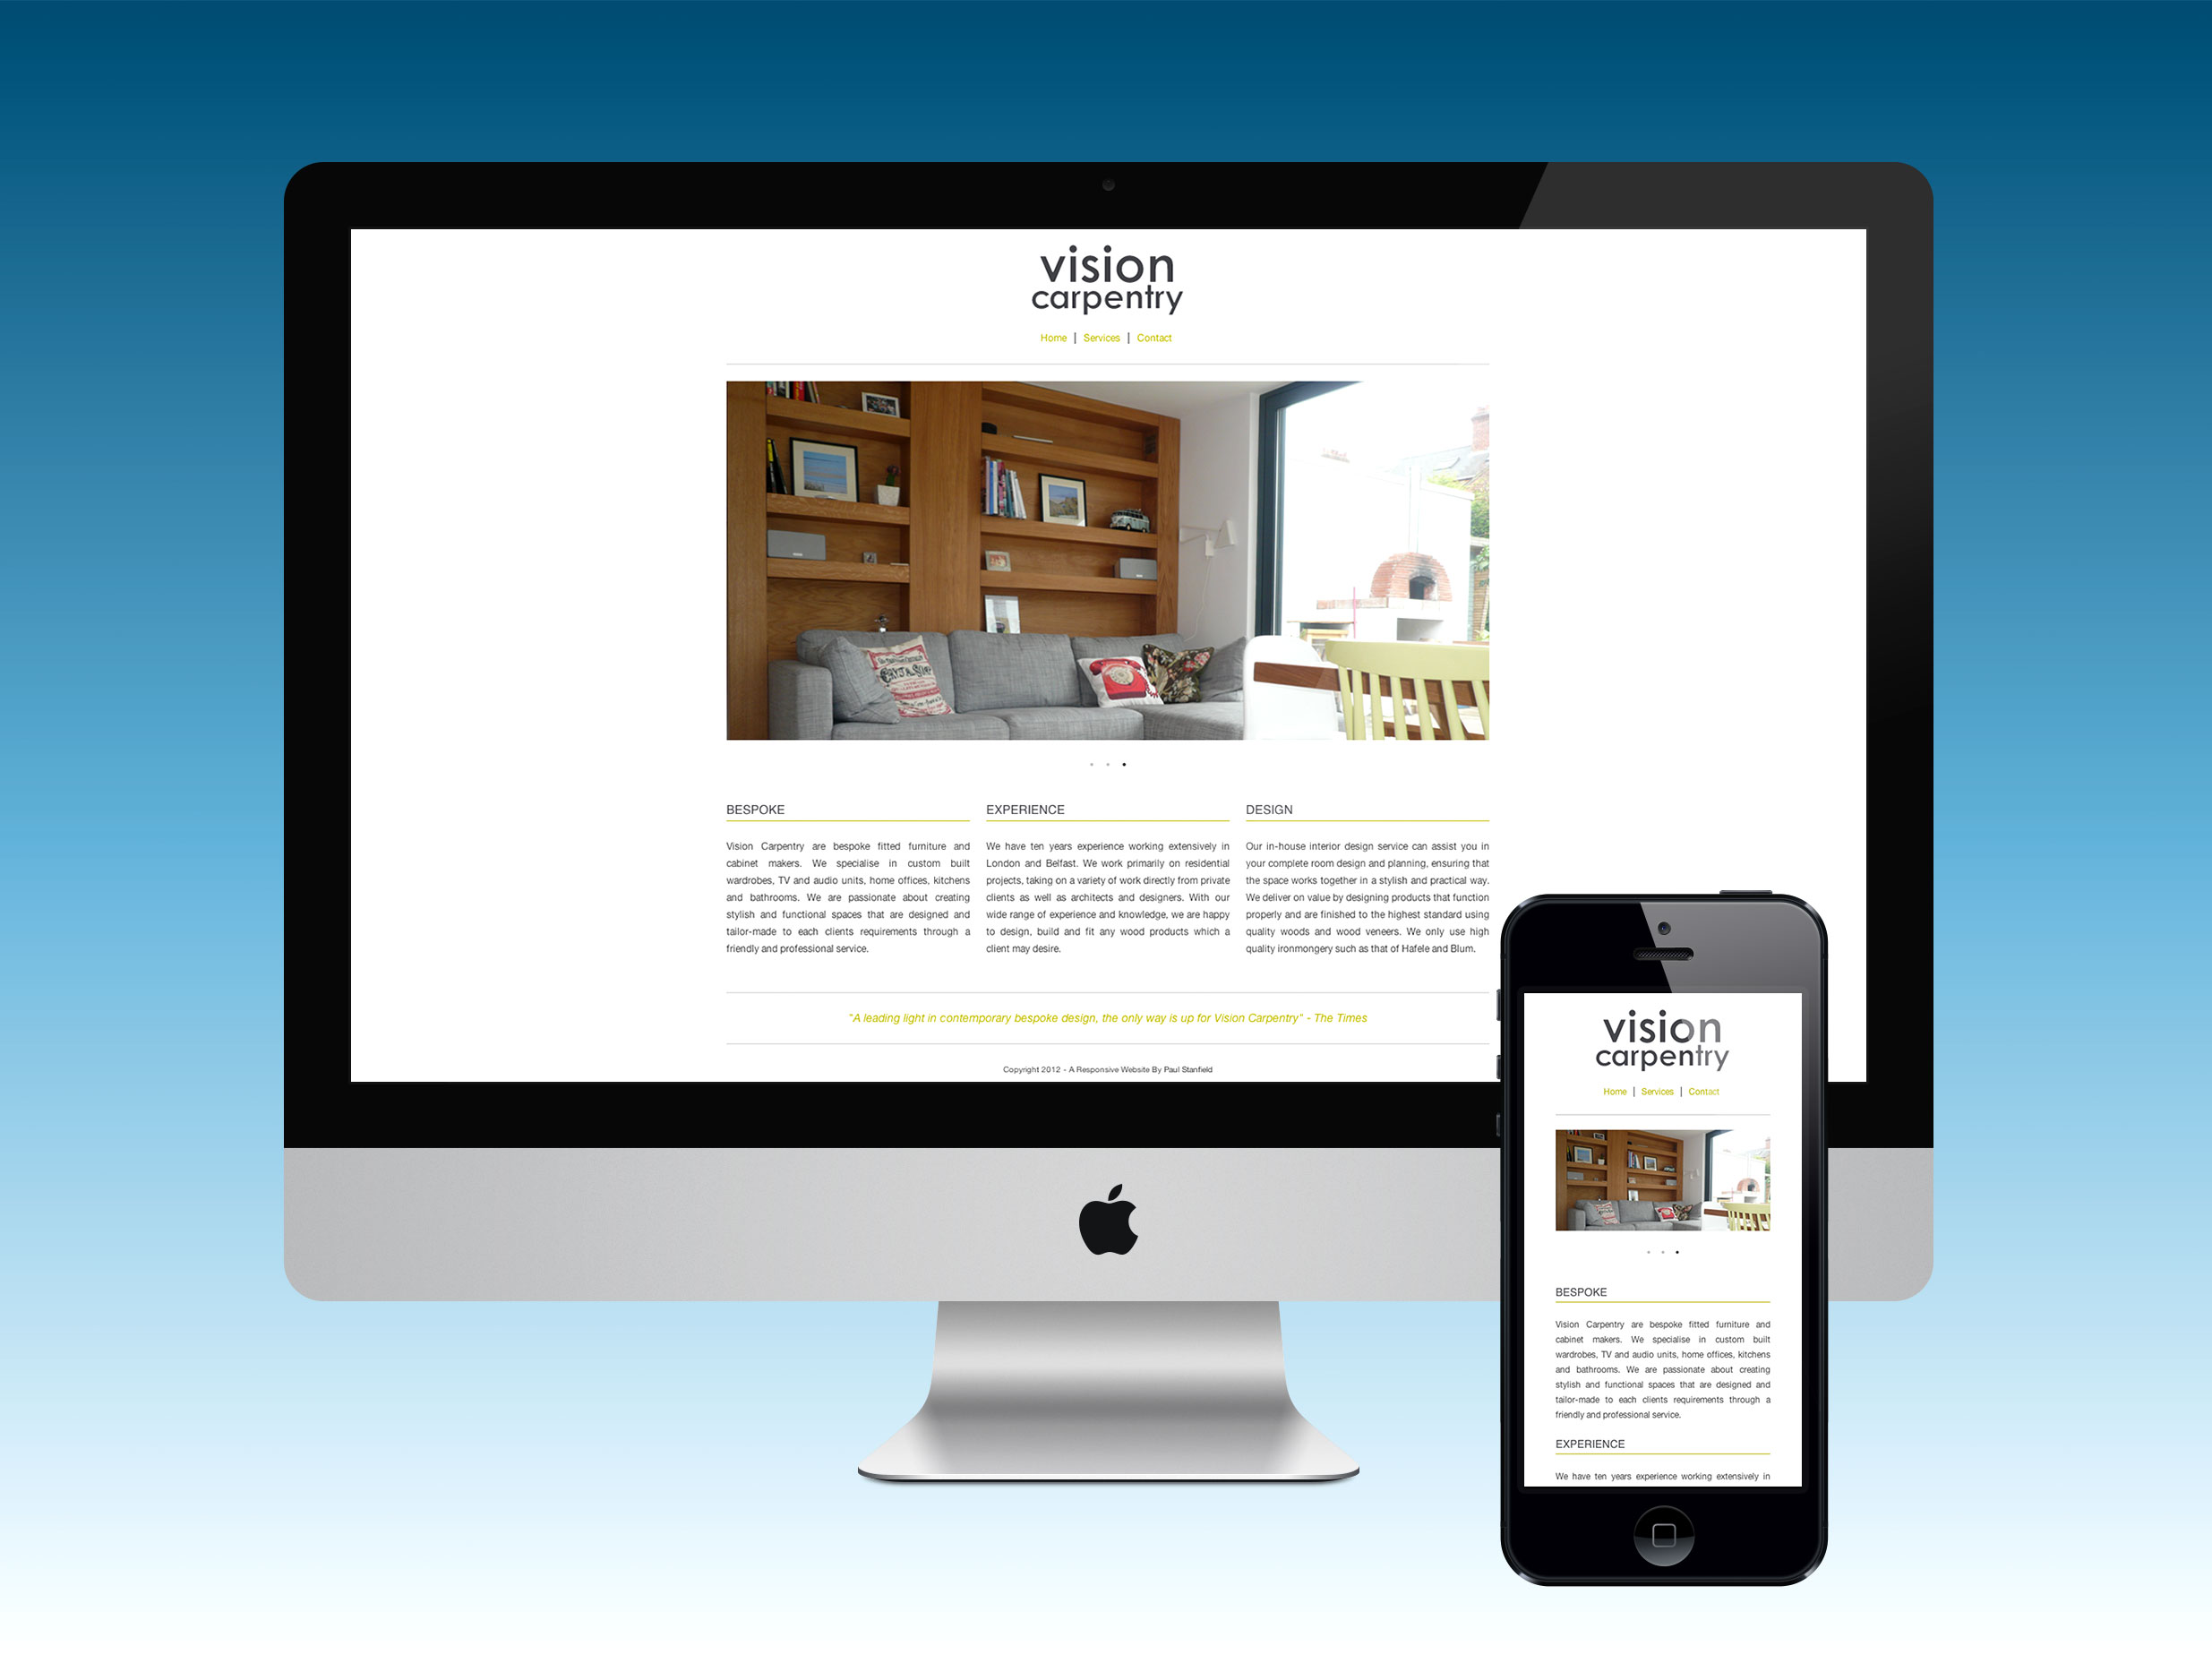 vision
carpentry
Home | Services | Contact
BESPOKE
Vision Carpentry are bespoke fitted furniture and
cabinet makers. We specialise in custom built
wardrobes, TV and audio units, home offices, kitchens
and bathrooms. We are passionate about creating
stylish and functional spaces that are designed and
tailor-made to each clients requirements through a
friendly and professional service.
EXPERIENCE
We have ten years experience working extensively in
London and Belfast. We work primarily on residential
projects, taking on a variety of work directly from private
clients as well as architects and designers. With our
wide range of experience and knowledge, we are happy
to design, build and fit any wood products which a
client may desire.
DESIGN
Our in-house interior design service can assist you in
your complete room design and planning, ensuring that
the space works together in a stylish and practical way.
We deliver on value by designing products that function
properly and are finished to the highest standard using
quality woods and wood veneers. We only use high
quality ironmongery such as that of Hafele and Blum.
"A leading light in contemporary bespoke design, the only way is up for Vision Carpentry" - The Times
Copyright 2012 - A Responsive Website By Paul Stanfield
vision
carpentry
Home | Services | Contact
BESPOKE
Vision Carpentry are bespoke fitted furniture and
cabinet makers. We specialise in custom built
wardrobes, TV and audio units, home offices, kitchens
and bathrooms. We are passionate about creating
stylish and functional spaces that are designed and
tailor-made to each clients requirements through a
friendly and professional service.
EXPERIENCE
We have ten years experience working extensively in